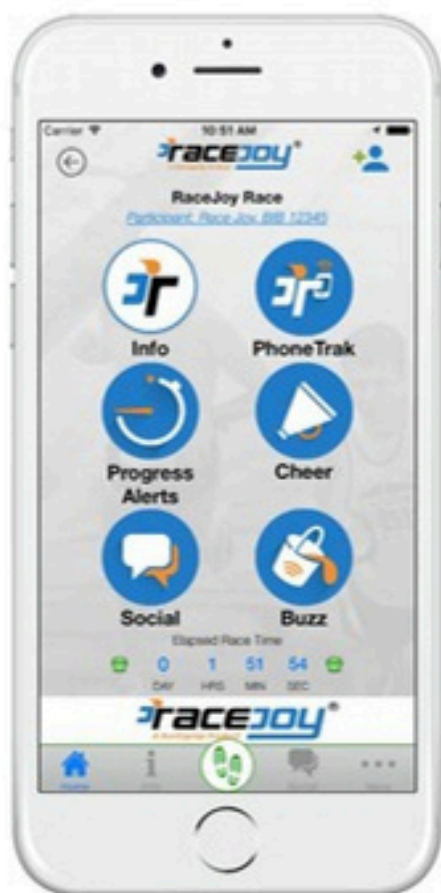 Carrier 10:51 AM
RaceJoy®
RaceJoy Race
Participant, Race Joy, BIB 12345
Info PhoneTrak
Progress
Alerts
Cheer
Social Buzz
Elapsed Race Time
0 1 51 54
DAY HRS MIN SEC
RaceJoy®
Home